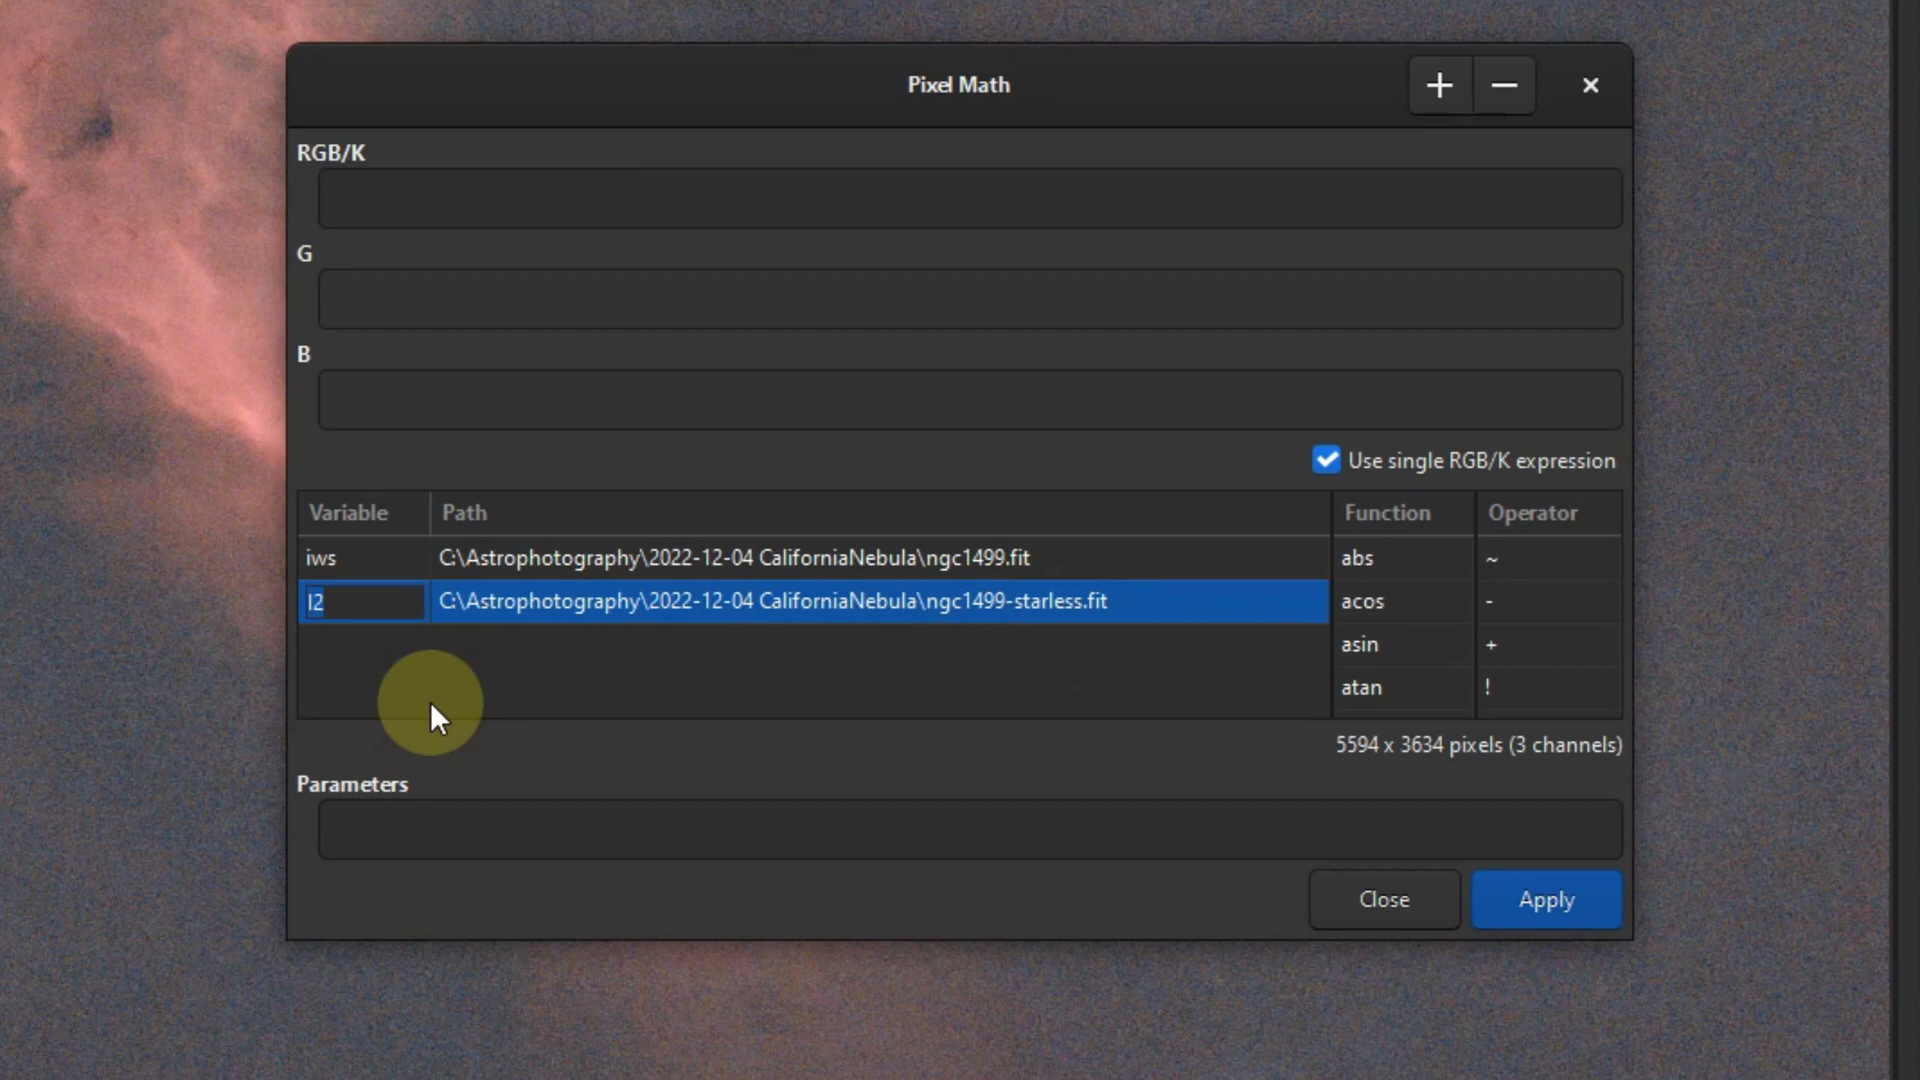 Pixel Math
RGB/K
G
B
Use single RGB/K expression
Variable Path Function Operator
iws C:\Astrophotography\2022-12-04 CaliforniaNebula\ngc1499.fit abs ~
I2 C:\Astrophotography\2022-12-04 CaliforniaNebula\ngc1499-starless.fit acos -
asin +
atan !
5594 x 3634 pixels (3 channels)
Parameters
Close Apply